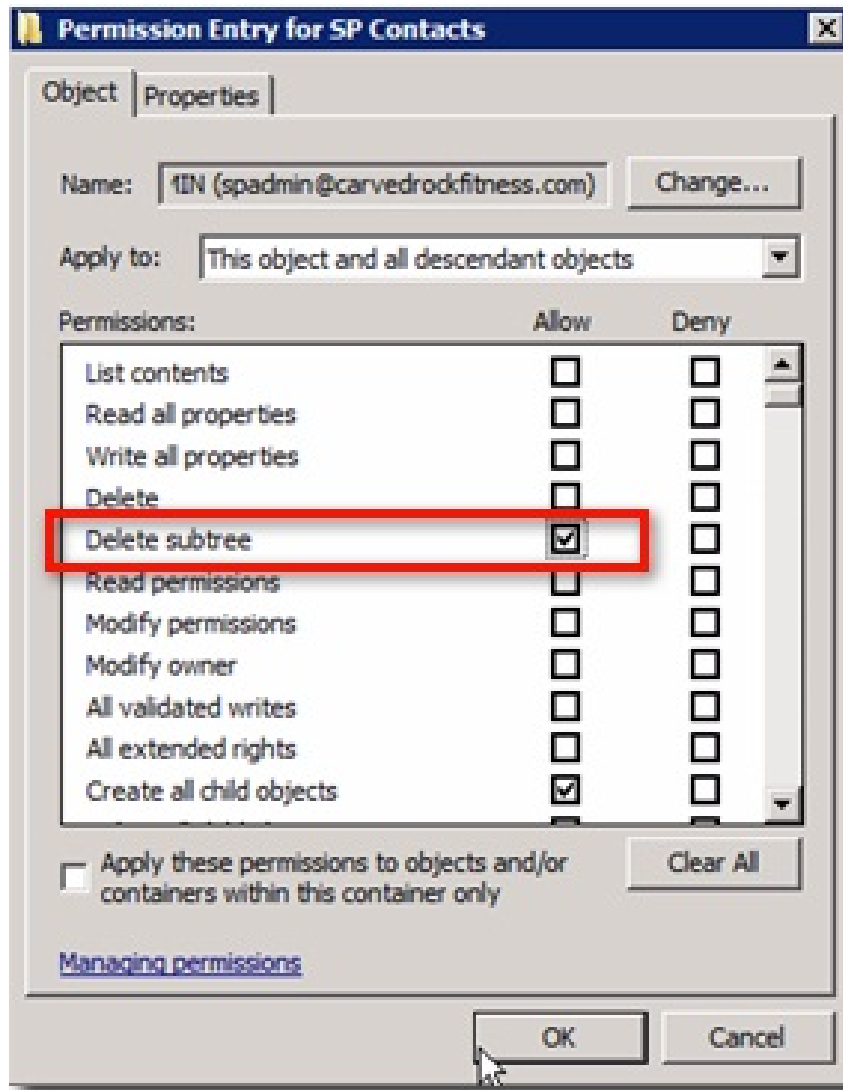 Permission Entry for SP Contacts
Object Properties
Name: MIN (spadmin@carvedrockfitness.com) Change...
Apply to: This object and all descendant objects
Permissions: Allow Deny
List contents
Read all properties
Write all properties
Delete
Delete subtree
Read permissions
Modify permissions
Modify owner
All validated writes
All extended rights
Create all child objects
Apply these permissions to objects and/or
containers within this container only
Clear All
Managing permissions
OK Cancel